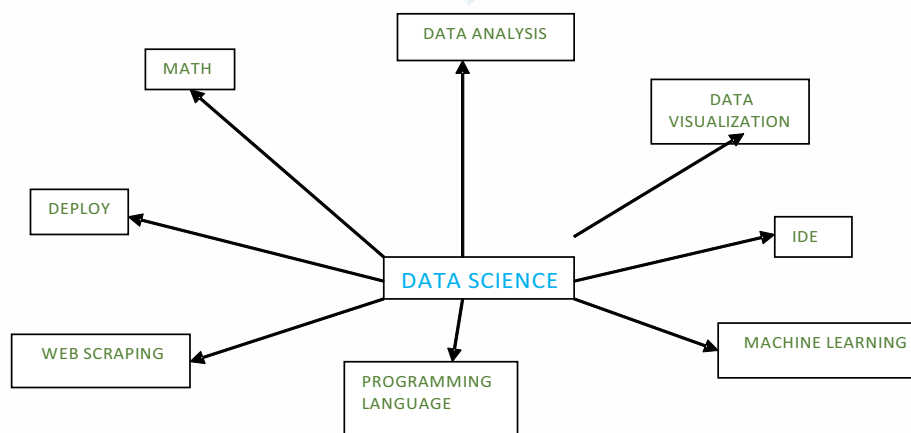 DATA ANALYSIS
MATH
DATA
VISUALIZATION
DEPLOY
IDE
DATA SCIENCE
WEB SCRAPING
MACHINE LEARNING
PROGRAMMING
LANGUAGE